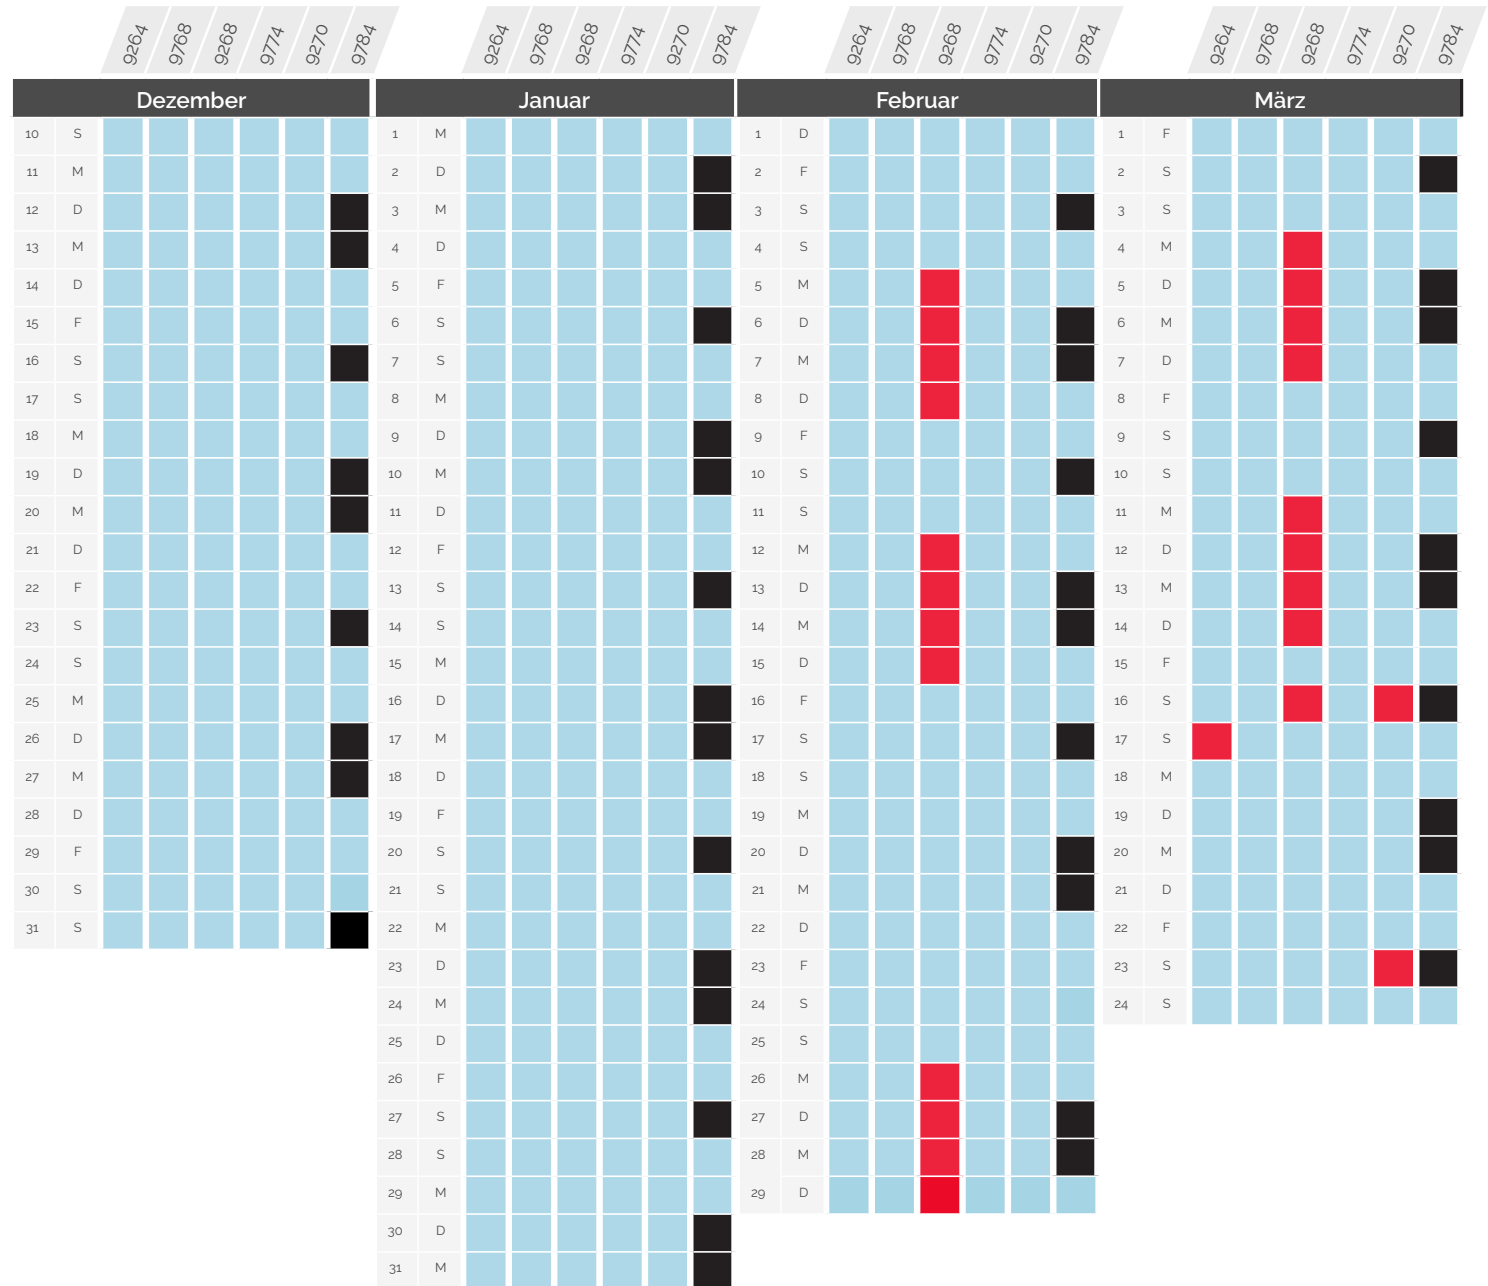 9264 9768 9268 9774 9270 9784 9264 9768 9268 9774 9270 9784 9264 9768 9268 9774 9270 9784 9264 9768 9268 9774 9270 9784
Dezember Januar Februar März
10 S 1 M 1 D 1 F
11 M 2 D 2 F 2 S
12 D 3 M 3 S 3 S
13 M 4 D 4 S 4 M
14 D 5 F 5 M 5 D
15 F 6 S 6 D 6 M
16 S 7 S 7 M 7 D
17 S 8 M 8 D 8 F
18 M 9 D 9 F 9 S
19 D 10 M 10 S 10 S
20 M 11 D 11 S 11 M
21 D 12 F 12 M 12 D
22 F 13 S 13 D 13 M
23 S 14 S 14 M 14 D
24 S 15 M 15 D 15 F
25 M 16 D 16 F 16 S
26 D 17 M 17 S 17 S
27 M 18 D 18 S 18 M
28 D 19 F 19 M 19 D
29 F 20 S 20 D 20 M
30 S 21 S 21 M 21 D
31 S 22 M 22 D 22 F
23 D 23 F 23 S
24 M 24 S 24 S
25 D 25 S
26 F 26 M
27 S 27 D
28 S 28 M
29 M 29 D
30 D
31 M